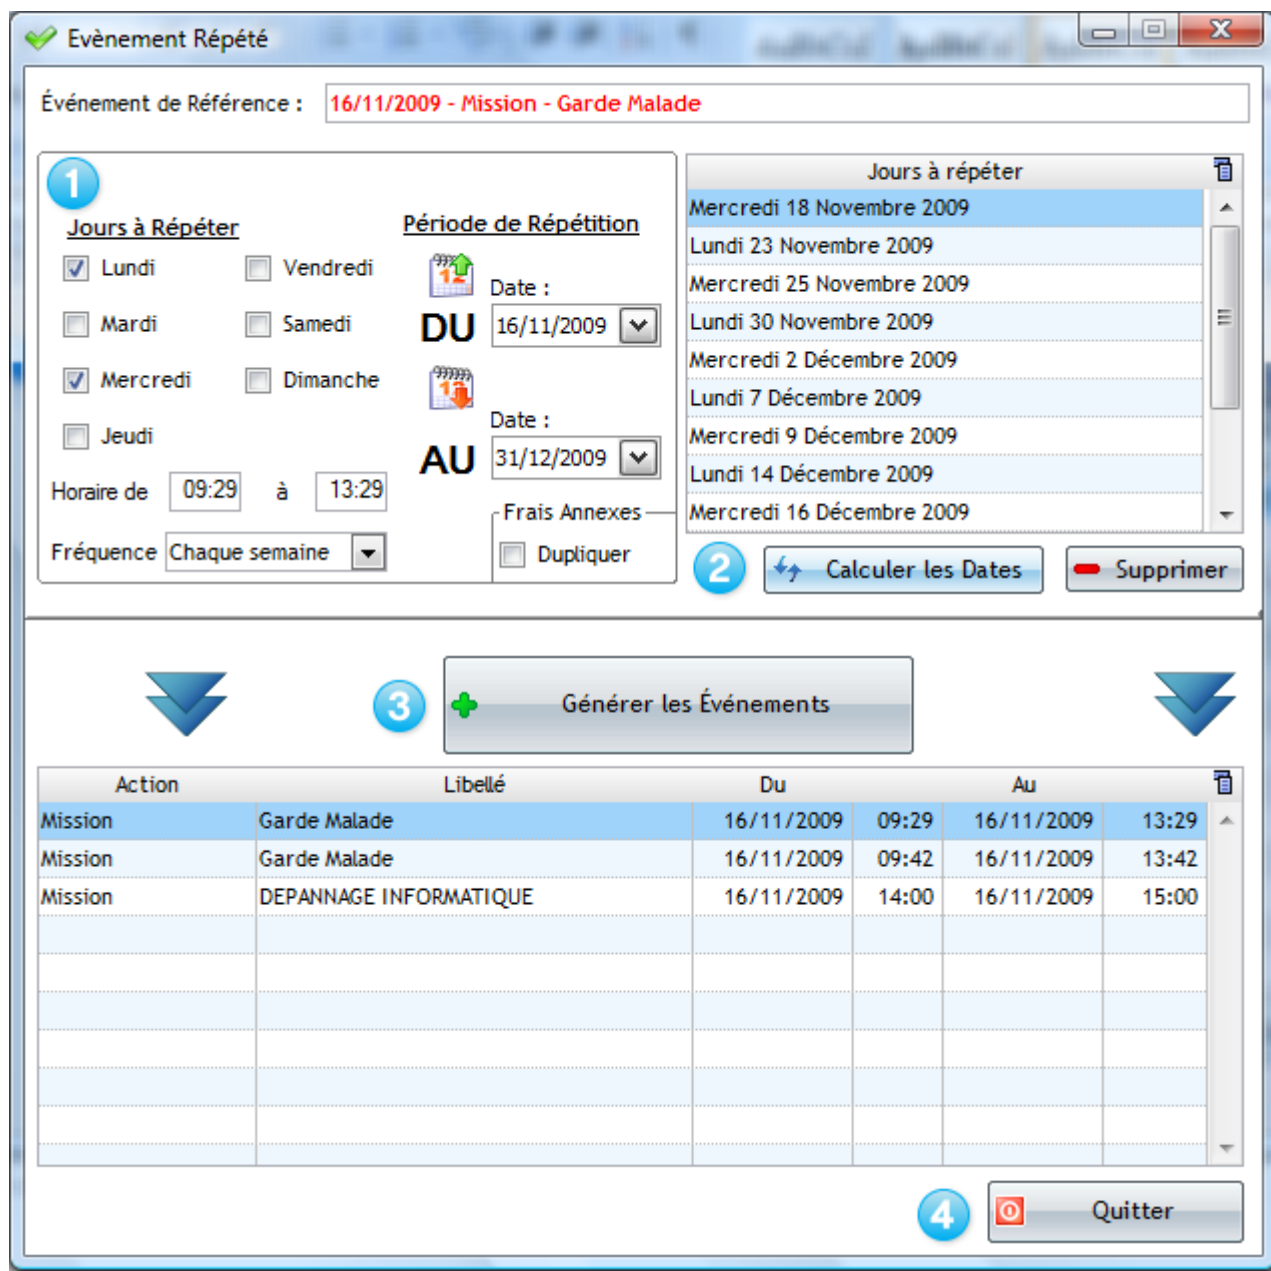 Evènement Répété
Événement de Référence : 16/11/2009 - Mission - Garde Malade
1
Jours à Répéter
Lundi Vendredi
Mardi Samedi
Mercredi Dimanche
Jeudi
Horaire de 09:29 à 13:29
Fréquence Chaque semaine
Période de Répétition
Date :
DU 16/11/2009
Date :
AU 31/12/2009
Frais Annexes
Dupliquer
Jours à répéter
Mercredi 18 Novembre 2009
Lundi 23 Novembre 2009
Mercredi 25 Novembre 2009
Lundi 30 Novembre 2009
Mercredi 2 Décembre 2009
Lundi 7 Décembre 2009
Mercredi 9 Décembre 2009
Lundi 14 Décembre 2009
Mercredi 16 Décembre 2009
2 Calculer les Dates Supprimer
3 Générer les Événements
Action Libellé Du Au
Mission Garde Malade 16/11/2009 09:29 16/11/2009 13:29
Mission Garde Malade 16/11/2009 09:42 16/11/2009 13:42
Mission DEPANNAGE INFORMATIQUE 16/11/2009 14:00 16/11/2009 15:00
4 Quitter